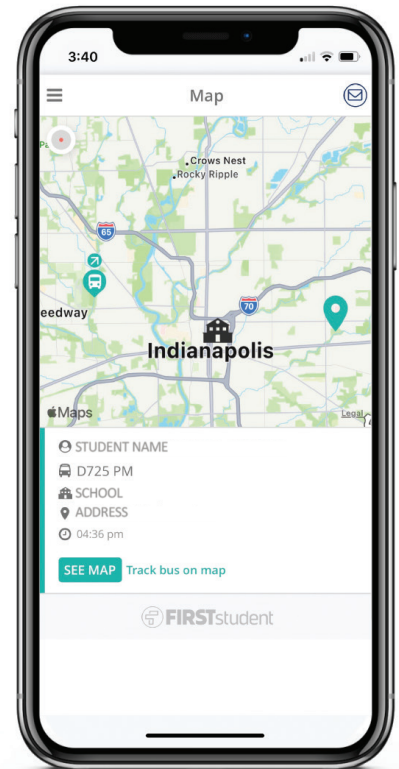 3:40
Map
Pa
Crows Nest
Rocky Ripple
65
70
eedway
Indianapolis
Maps
Legal
STUDENT NAME
D725 PM
SCHOOL
ADDRESS
04:36 pm
SEE MAP Track bus on map
FIRSTstudent